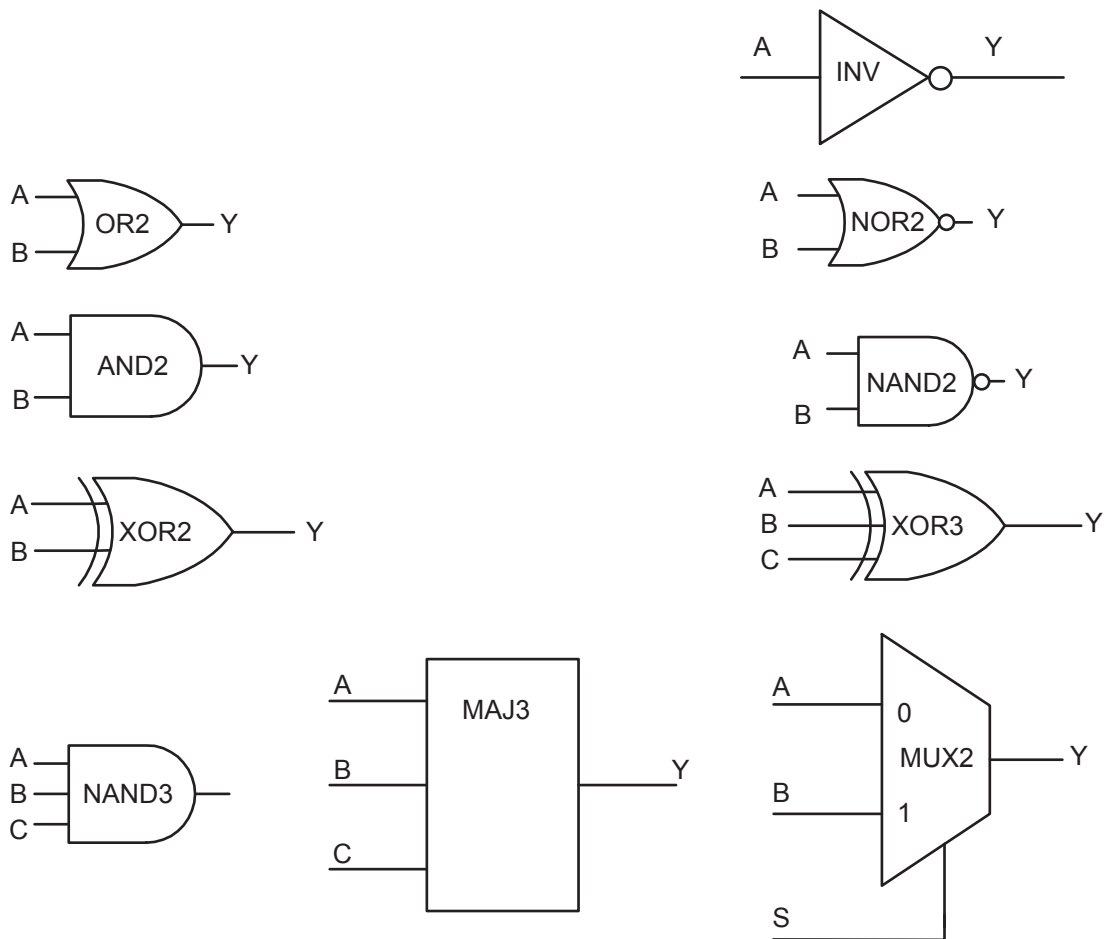 A INV Y
A OR2 Y
B
A NOR2 Y
B
A AND2 Y
B
A NAND2 Y
B
A XOR2 Y
B
A
B XOR3 Y
C
A
B NAND3
C
A MAJ3
B Y
C
A 0
MUX2 Y
B 1
S